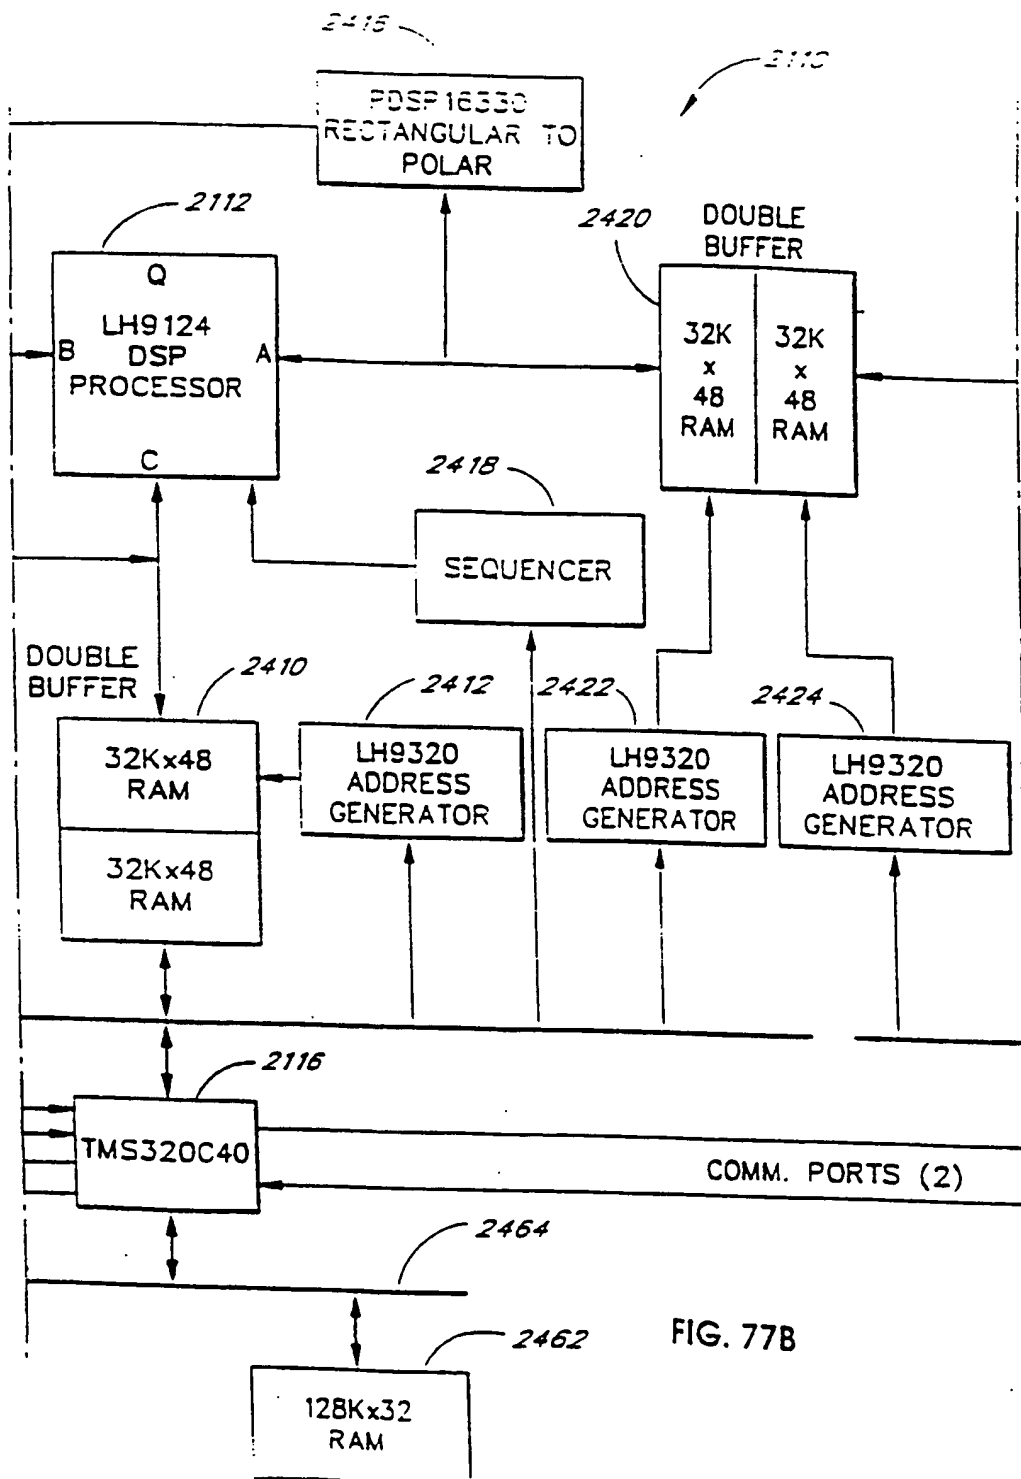 2416
2110
PDSP16330
RECTANGULAR TO
POLAR
2112
2420
DOUBLE
BUFFER
Q
LH9124
DSP
PROCESSOR
B
A
C
32K
x
48
RAM
32K
x
48
RAM
2418
SEQUENCER
DOUBLE
BUFFER
2410
2412
2422
2424
32Kx48
RAM
32Kx48
RAM
LH9320
ADDRESS
GENERATOR
LH9320
ADDRESS
GENERATOR
LH9320
ADDRESS
GENERATOR
2116
TMS320C40
COMM. PORTS (2)
2464
2462
128Kx32
RAM
FIG. 77B